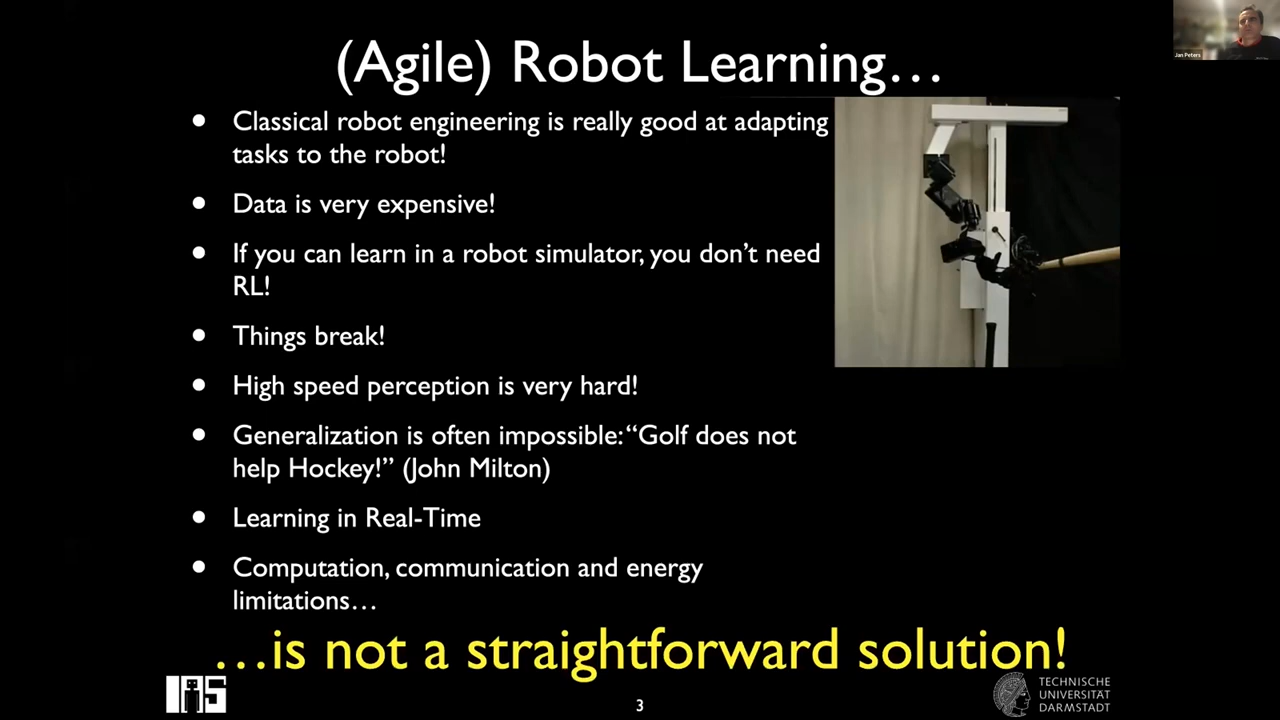 Jan Peters
(Agile) Robot Learning…
• Classical robot engineering is really good at adapting
tasks to the robot!
• Data is very expensive!
• If you can learn in a robot simulator, you don’t need
RL!
• Things break!
• High speed perception is very hard!
• Generalization is often impossible: “Golf does not
help Hockey!” (John Milton)
• Learning in Real-Time
• Computation, communication and energy
limitations…
…is not a straightforward solution!
IAS
3
TECHNISCHE
UNIVERSITÄT
DARMSTADT